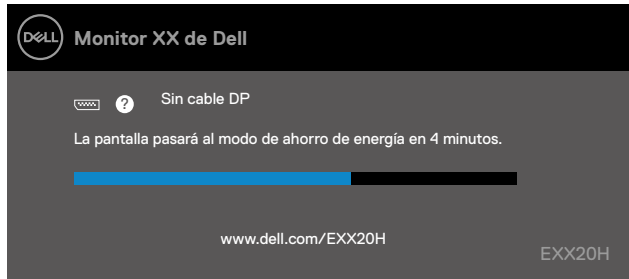 DELL
Monitor XX de Dell
? Sin cable DP
La pantalla pasará al modo de ahorro de energía en 4 minutos.
www.dell.com/EXX20H
EXX20H